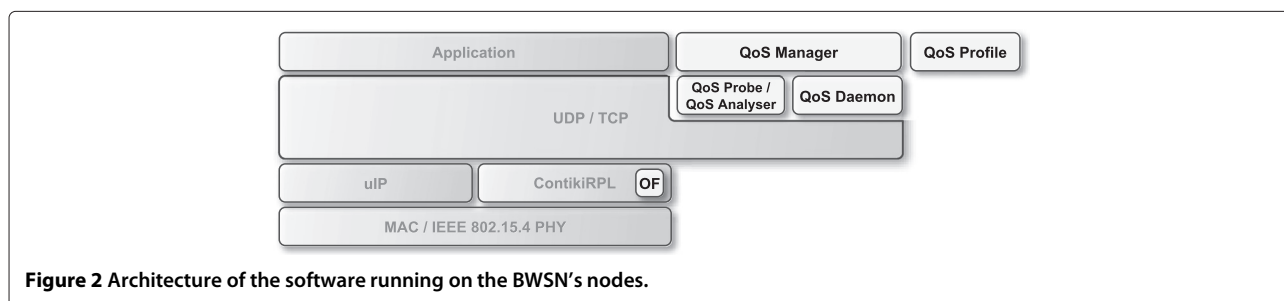 Application
QoS Manager
QoS Profile
QoS Probe /
QoS Analyser
QoS Daemon
UDP / TCP
uIP
ContikiRPL
OF
MAC / IEEE 802.15.4 PHY
Figure 2 Architecture of the software running on the BWSN's nodes.